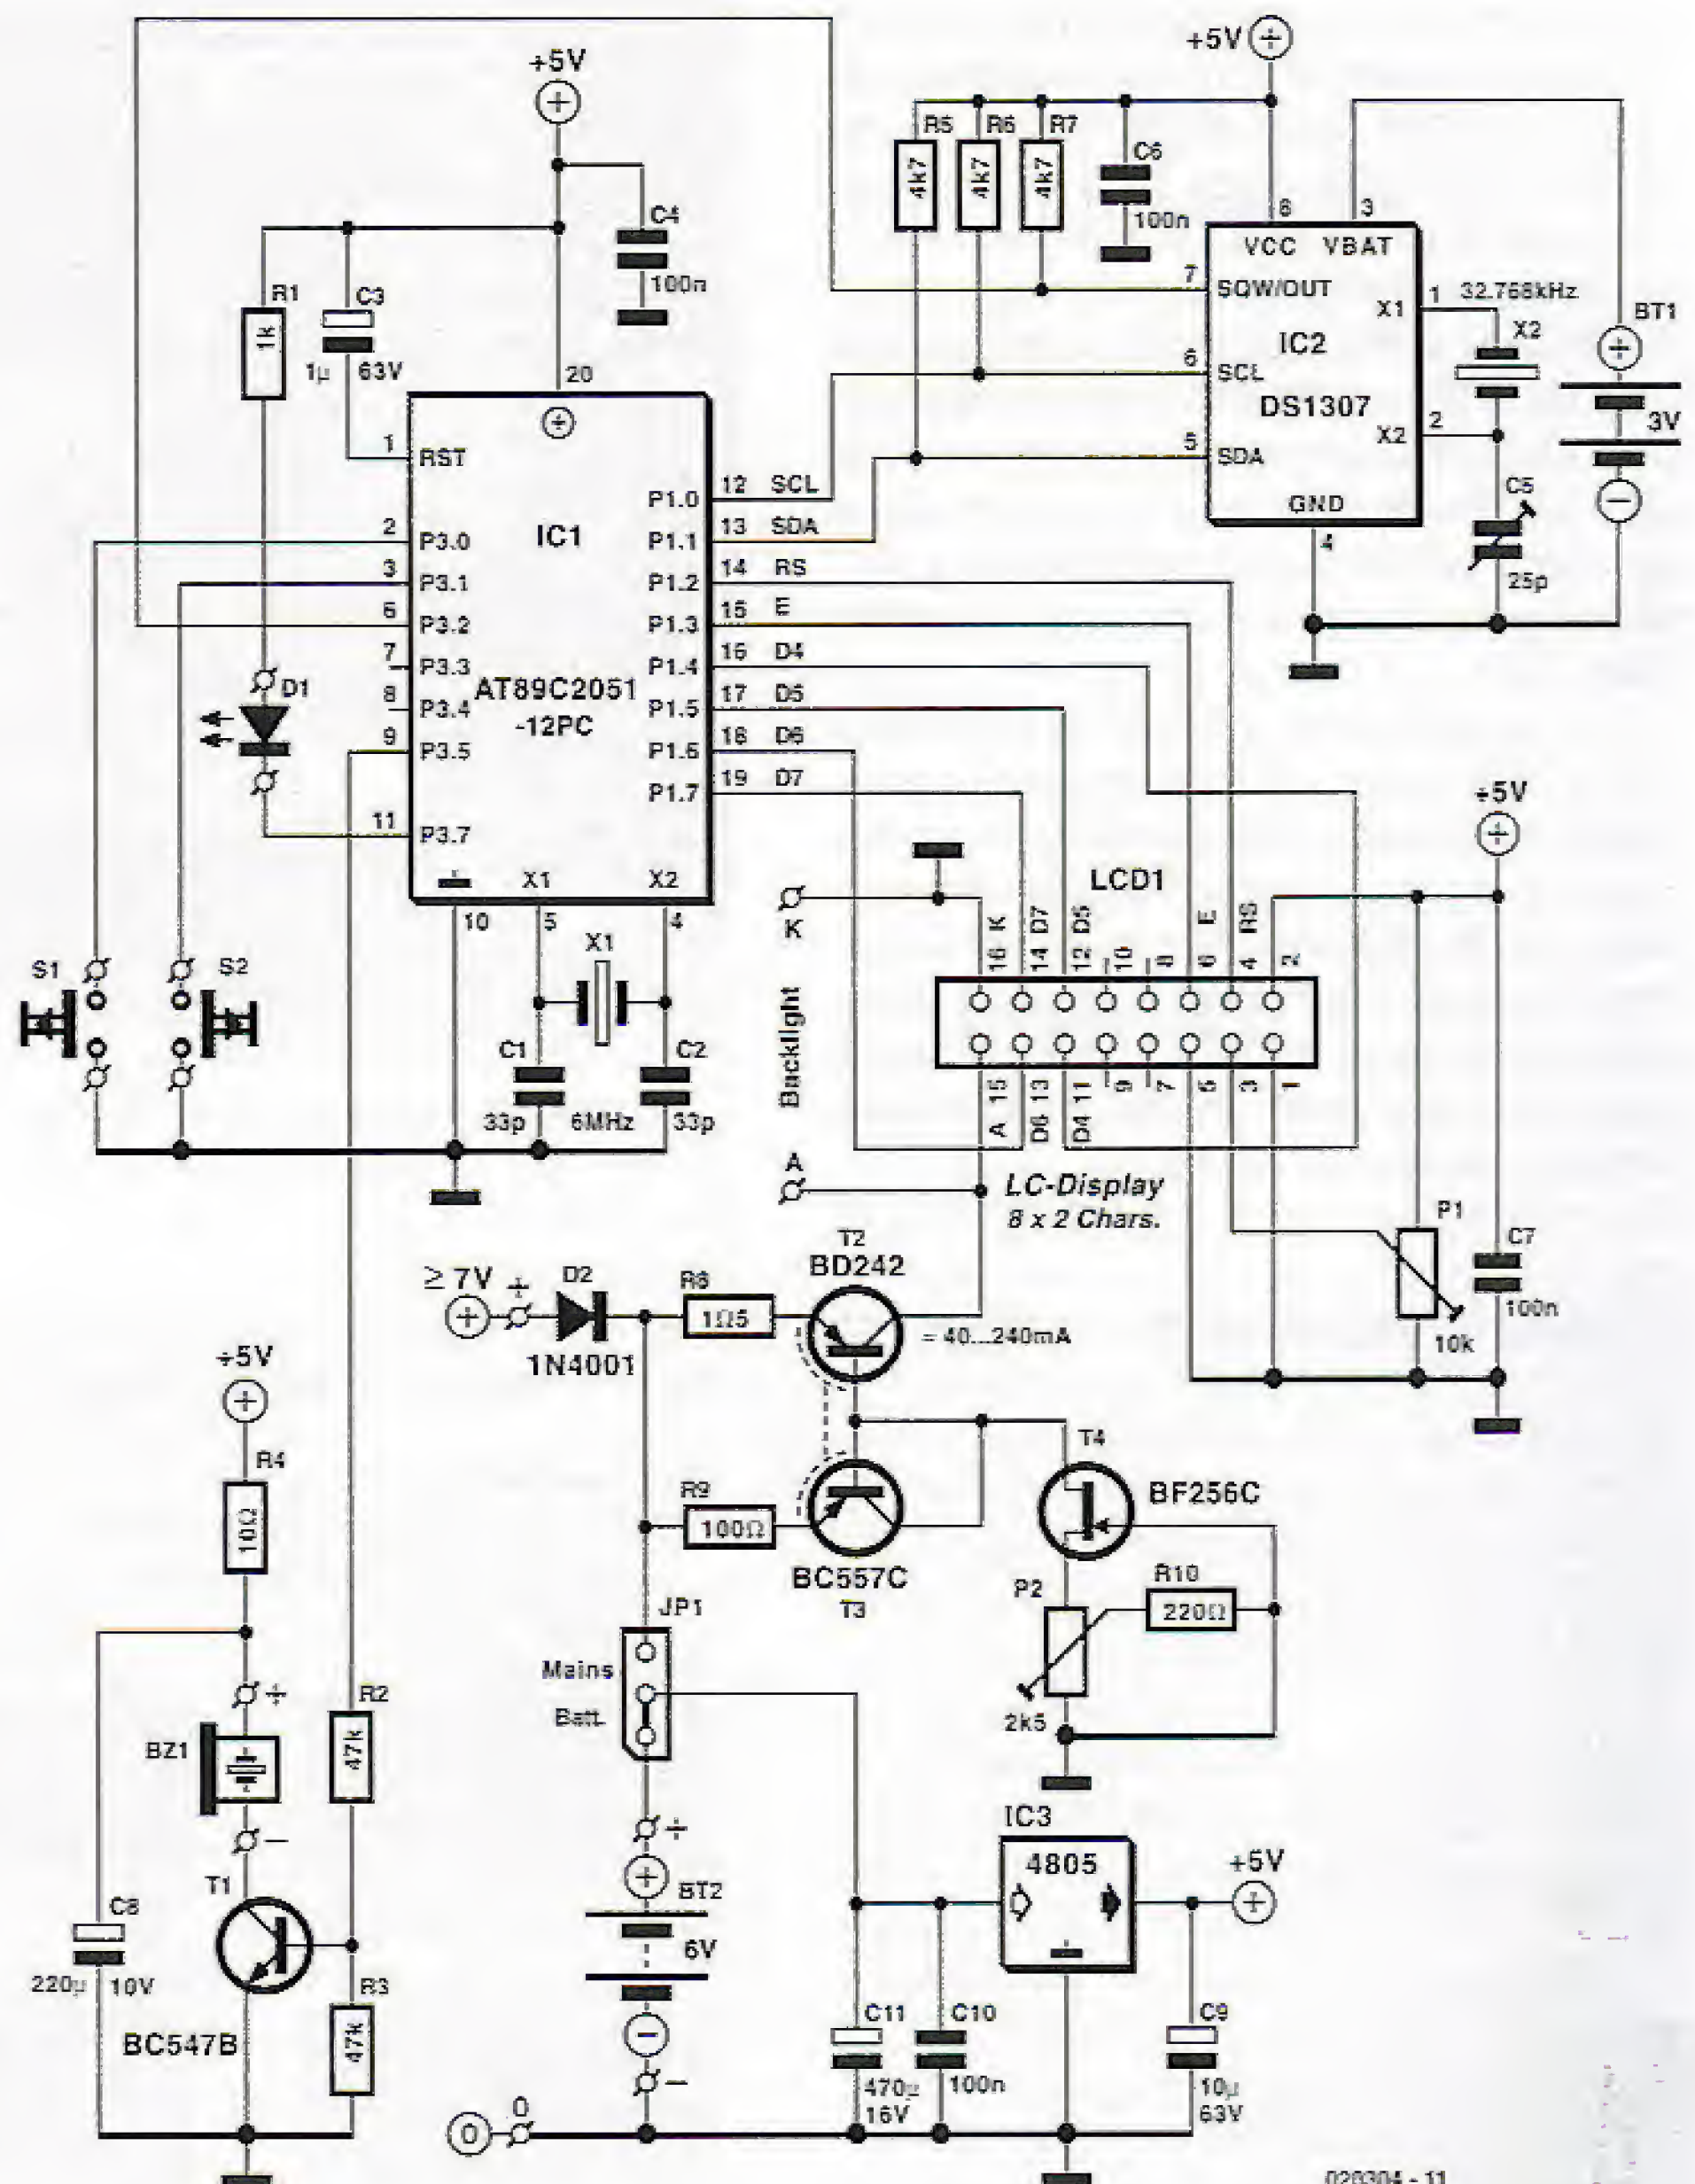 +5V
+5V
R5 R6 R7
4k7 4k7 4k7
C6
100n
C4
100n
R1
1k
C3
1µ 63V
20
8 3
VCC VBAT
7 SQW/OUT
6 SCL
5 SDA
IC2
DS1307
X1 1
X2 2
GND
4
32.768kHz
X2
BT1
3V
C5
25p
1 RST
2 P3.0
3 P3.1
6 P3.2
7 P3.3
8 P3.4
9 P3.5
11 P3.7
IC1
AT89C2051
-12PC
P1.0 12 SCL
P1.1 13 SDA
P1.2 14 RS
P1.3 15 E
P1.4 16 D4
P1.5 17 D5
P1.6 18 D6
P1.7 19 D7
X1 X2
10 5 4
D1
S1 S2
X1
C1 C2
33p 6MHz 33p
+5V
LCD1
K
Backlight
A
16 K 14 D7 12 D5 10 8 6 E 4 RS 2
A 15 D6 13 D4 11 9 7 5 3 1
LC-Display
8 x 2 Chars.
P1
10k
C7
100n
≥ 7V +
D2
1N4001
R8
1Ω5
T2
BD242
= 40...240mA
R9
100Ω
BC557C
T3
T4
BF256C
P2
2k5
R10
220Ω
+5V
R4
10Ω
JP1
Mains
Batt.
+
BZ1
–
R2
47k
T1
C8
220µ 10V
BC547B
R3
47k
+
BT2
6V
–
0 0
IC3
4805
+5V
C11
470µ
16V
C10
100n
C9
10µ
63V
020304 - 11